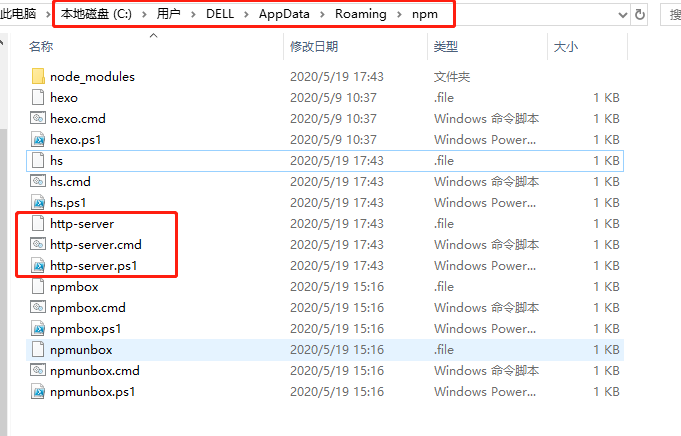 此电脑 > 本地磁盘 (C:) > 用户 > DELL > AppData > Roaming > npm 搜
名称 修改日期 类型 大小
node_modules 2020/5/19 17:43 文件夹
hexo 2020/5/9 10:37 .file 1 KB
hexo.cmd 2020/5/9 10:37 Windows 命令脚本 1 KB
hexo.ps1 2020/5/9 10:37 Windows Power... 1 KB
hs 2020/5/19 17:43 .file 1 KB
hs.cmd 2020/5/19 17:43 Windows 命令脚本 1 KB
hs.ps1 2020/5/19 17:43 Windows Power... 1 KB
http-server 2020/5/19 17:43 .file 1 KB
http-server.cmd 2020/5/19 17:43 Windows 命令脚本 1 KB
http-server.ps1 2020/5/19 17:43 Windows Power... 1 KB
npmbox 2020/5/19 15:16 .file 1 KB
npmbox.cmd 2020/5/19 15:16 Windows 命令脚本 1 KB
npmbox.ps1 2020/5/19 15:16 Windows Power... 1 KB
npmunbox 2020/5/19 15:16 .file 1 KB
npmunbox.cmd 2020/5/19 15:16 Windows 命令脚本 1 KB
npmunbox.ps1 2020/5/19 15:16 Windows Power... 1 KB